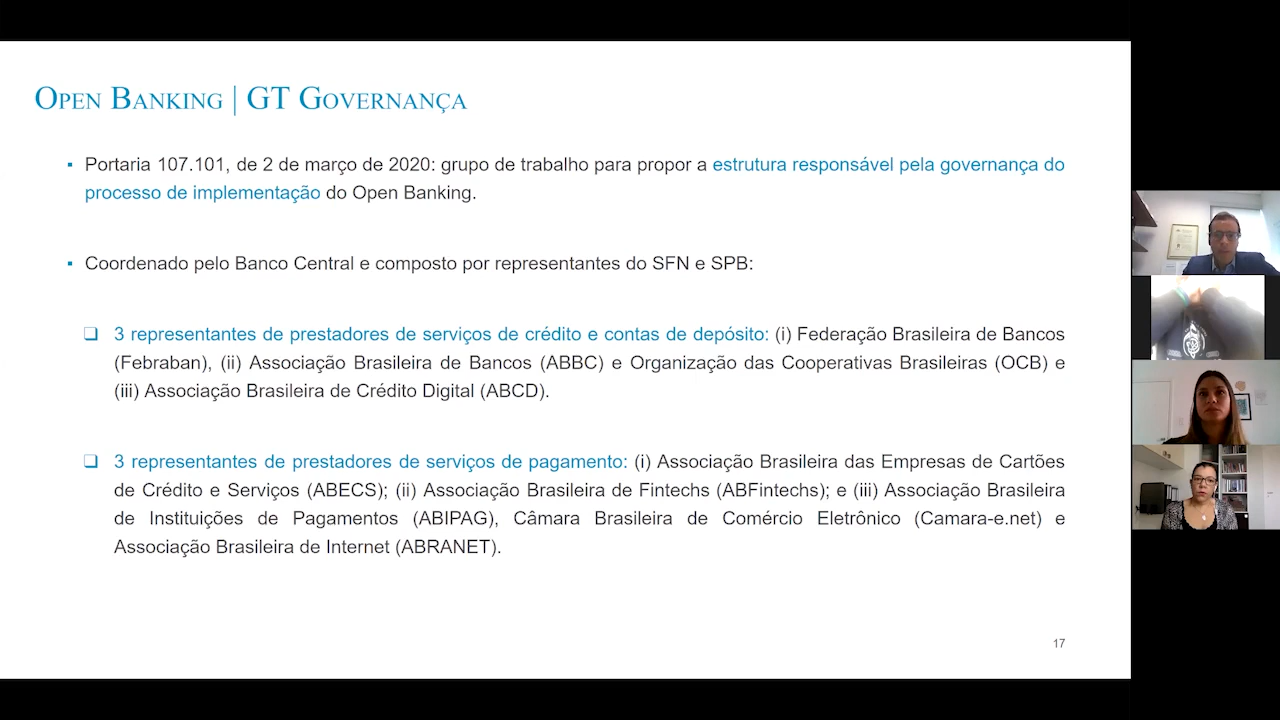 OPEN BANKING | GT GOVERNANÇA
▪ Portaria 107.101, de 2 de março de 2020: grupo de trabalho para propor a estrutura responsável pela governança do
processo de implementação do Open Banking.
▪ Coordenado pelo Banco Central e composto por representantes do SFN e SPB:
❑ 3 representantes de prestadores de serviços de crédito e contas de depósito: (i) Federação Brasileira de Bancos
(Febraban), (ii) Associação Brasileira de Bancos (ABBC) e Organização das Cooperativas Brasileiras (OCB) e
(iii) Associação Brasileira de Crédito Digital (ABCD).
❑ 3 representantes de prestadores de serviços de pagamento: (i) Associação Brasileira das Empresas de Cartões
de Crédito e Serviços (ABECS); (ii) Associação Brasileira de Fintechs (ABFintechs); e (iii) Associação Brasileira
de Instituições de Pagamentos (ABIPAG), Câmara Brasileira de Comércio Eletrônico (Camara-e.net) e
Associação Brasileira de Internet (ABRANET).
17